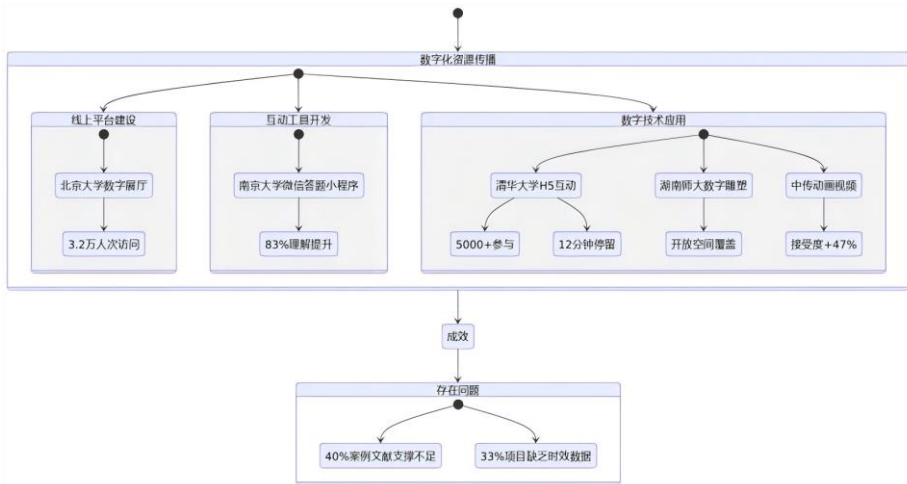 数字化资源传播
线上平台建设
互动工具开发
数字技术应用
北京大学数字展厅
南京大学微信答题小程序
清华大学H5互动
湖南师大数字雕塑
中传动画视频
3.2万人次访问
83%理解提升
5000+参与
12分钟停留
开放空间覆盖
接受度+47%
成效
存在问题
40%案例文献支撑不足
33%项目缺乏时效数据